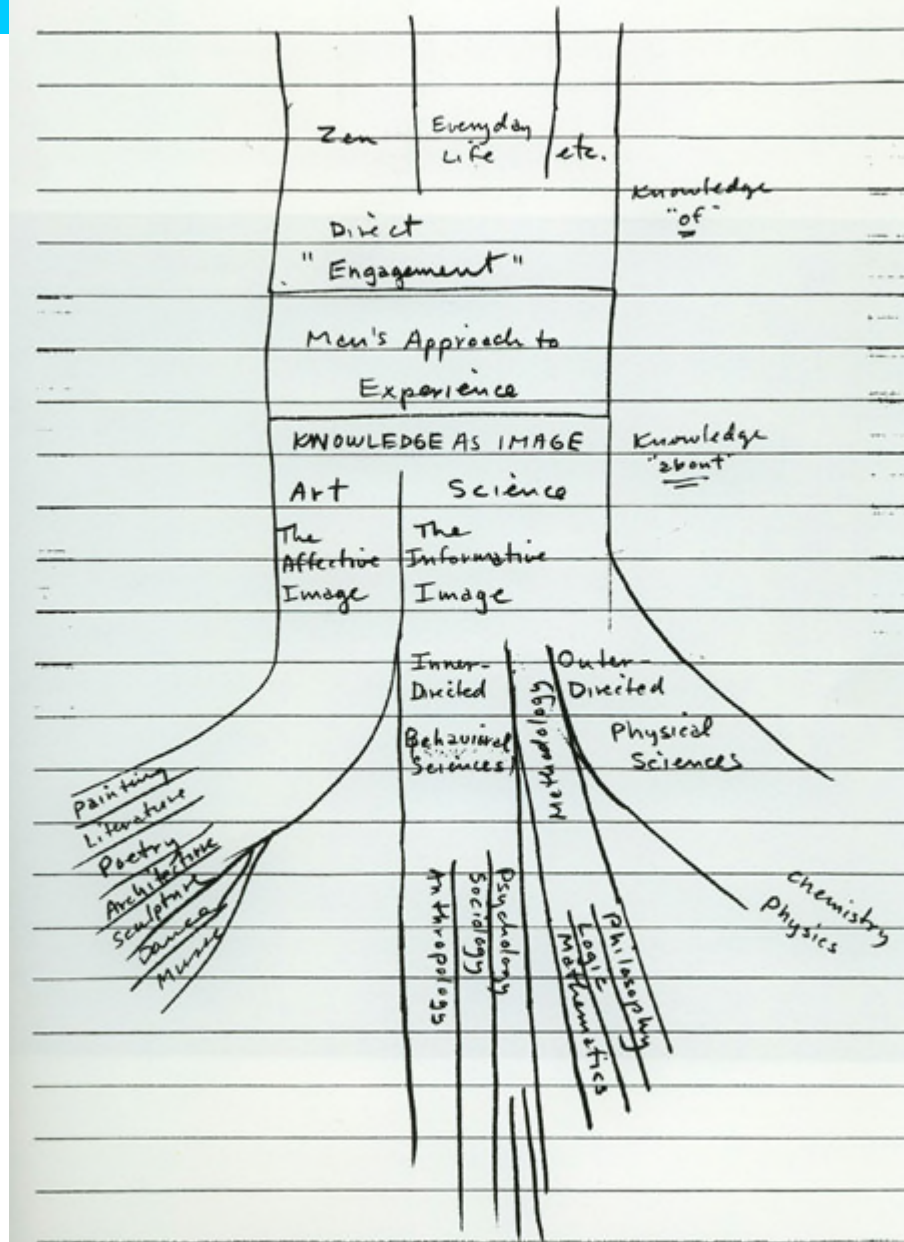 Zen
Everyday
Life
etc.
Knowledge
"of"
Direct
"Engagement"
Man's Approach to
Experience
KNOWLEDGE AS IMAGE
Knowledge
"about"
Art
Science
The
Affective
Image
The
Informative
Image
Inner-
Directed
Behavioral
Sciences
Methodology
Outer-
Directed
Physical
Sciences
Painting
Literature
Poetry
Architecture
Sculpture
Dance
Music
Anthropology
Sociology
Psychology
Philosophy
Logic
Mathematics
Chemistry
Physics